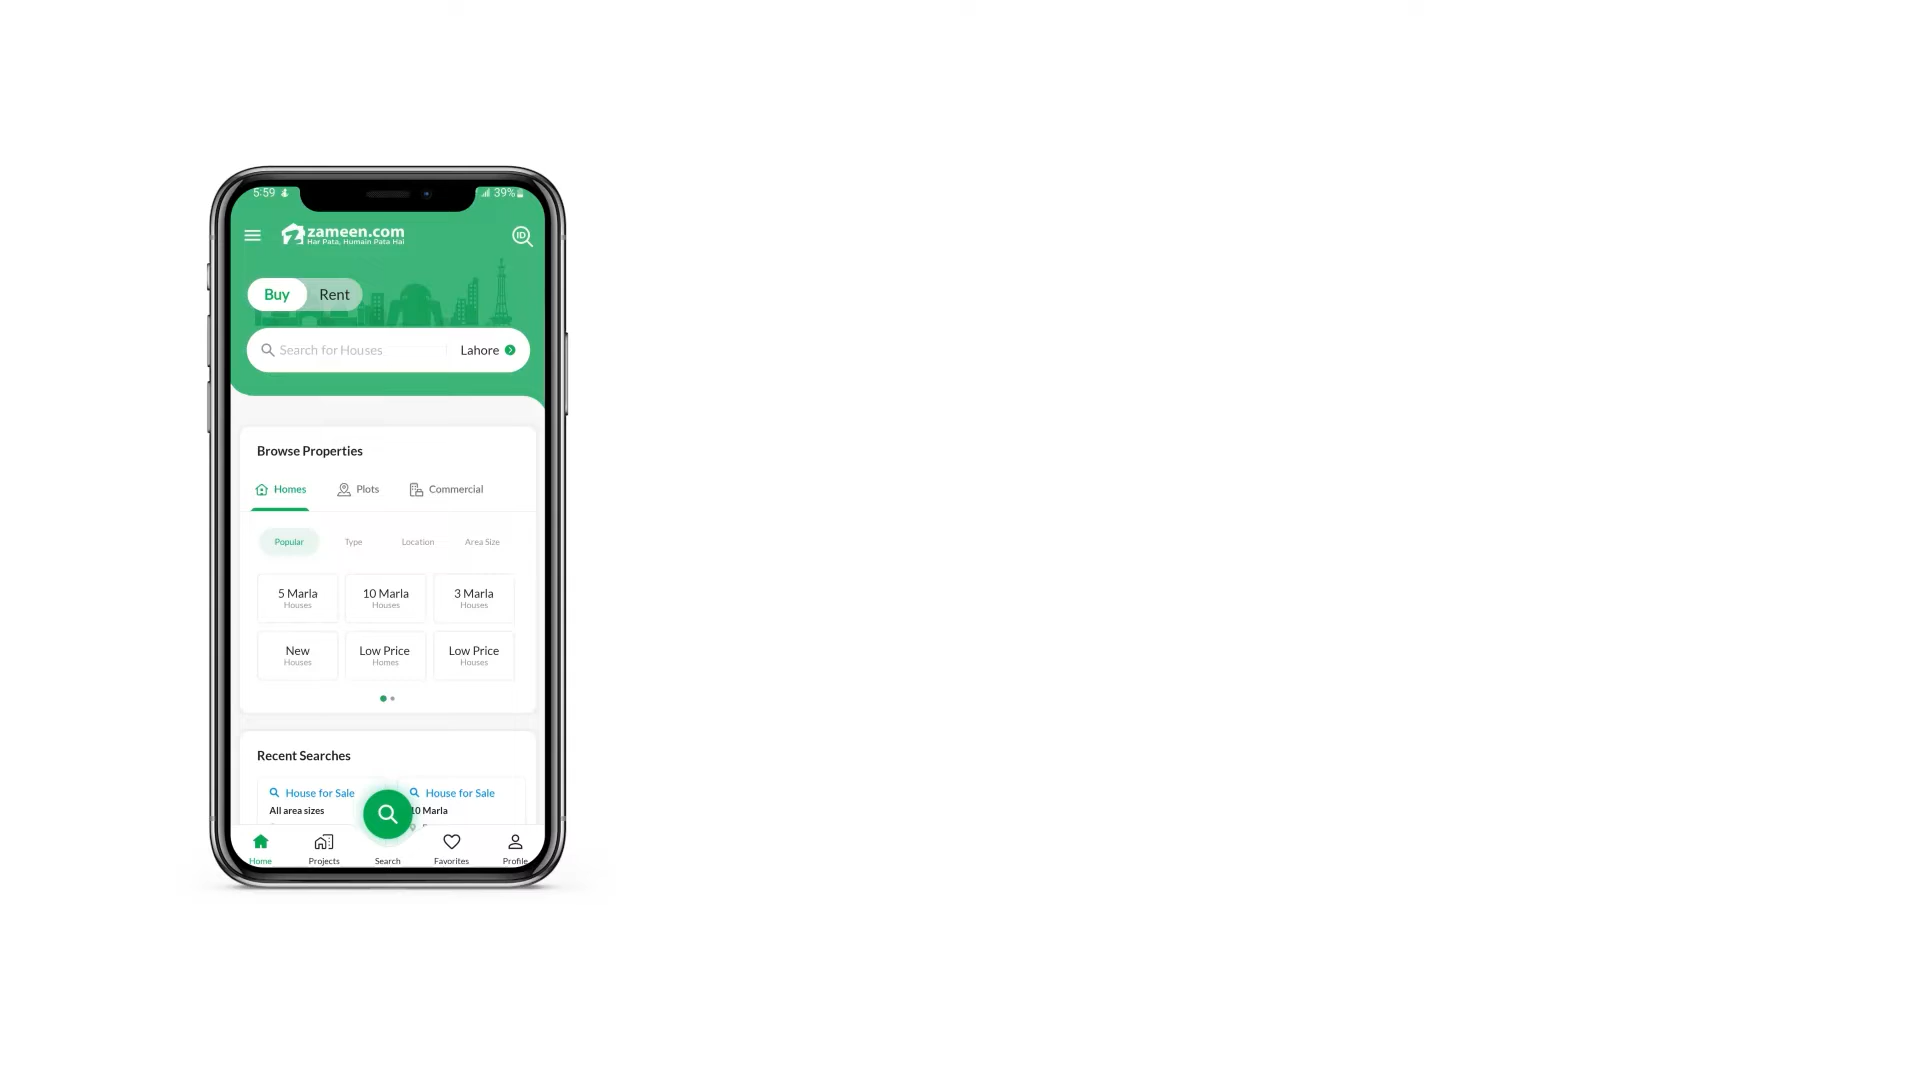 5:59
39%
zameen.com
Har Pata, Humain Pata Hai
ID
Buy Rent
Search for Houses Lahore
Browse Properties
Homes Plots Commercial
Popular Type Location Area Size
5 Marla 10 Marla 3 Marla
Houses Houses Houses
New Low Price Low Price
Houses Homes Houses
Recent Searches
House for Sale House for Sale
All area sizes 10 Marla
Home Projects Search Favorites Profile